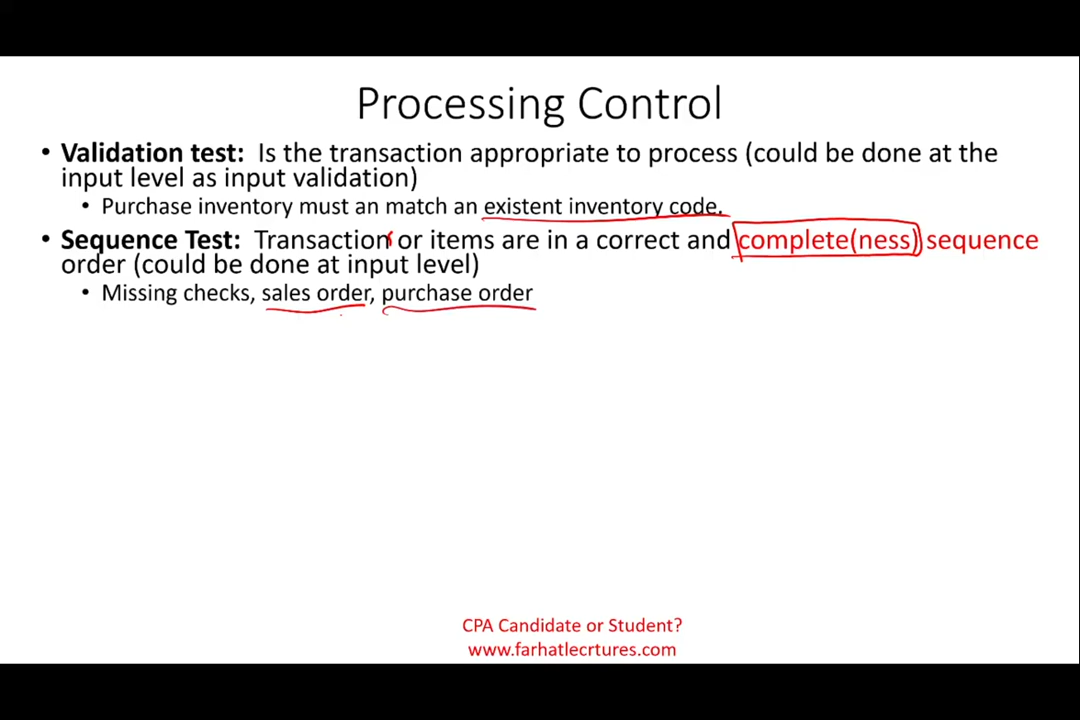 Processing Control
• Validation test: Is the transaction appropriate to process (could be done at the
input level as input validation)
• Purchase inventory must an match an existent inventory code.
• Sequence Test: Transaction or items are in a correct and complete(ness) sequence
order (could be done at input level)
• Missing checks, sales order, purchase order
CPA Candidate or Student?
www.farhatlecrtures.com